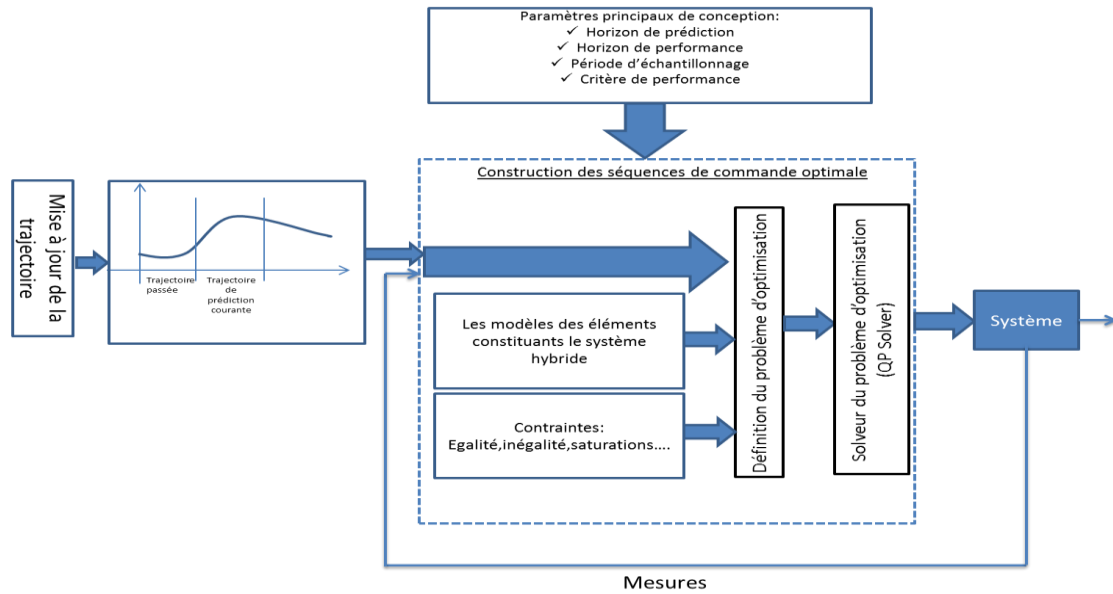 Paramètres principaux de conception:
✓ Horizon de prédiction
✓ Horizon de performance
✓ Période d'échantillonnage
✓ Critère de performance
Construction des séquences de commande optimale
Mise à jour de la
trajectoire
Trajectoire
passée
Trajectoire
de
prédiction
courante
Les modèles des éléments
constituants le système
hybride
Contraintes:
Egalité,inégalité,saturations....
Définition du problème d'optimisation
Solveur du problème d'optimisation
(QP Solver)
Système
Mesures